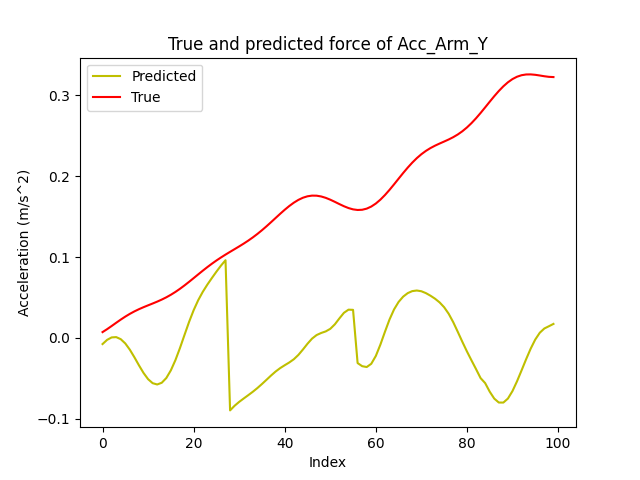 True and predicted force of Acc_Arm_Y
Predicted
True
0.3
0.2
0.1
0.0
−0.1
Acceleration (m/s^2)
0 20 40 60 80 100
Index